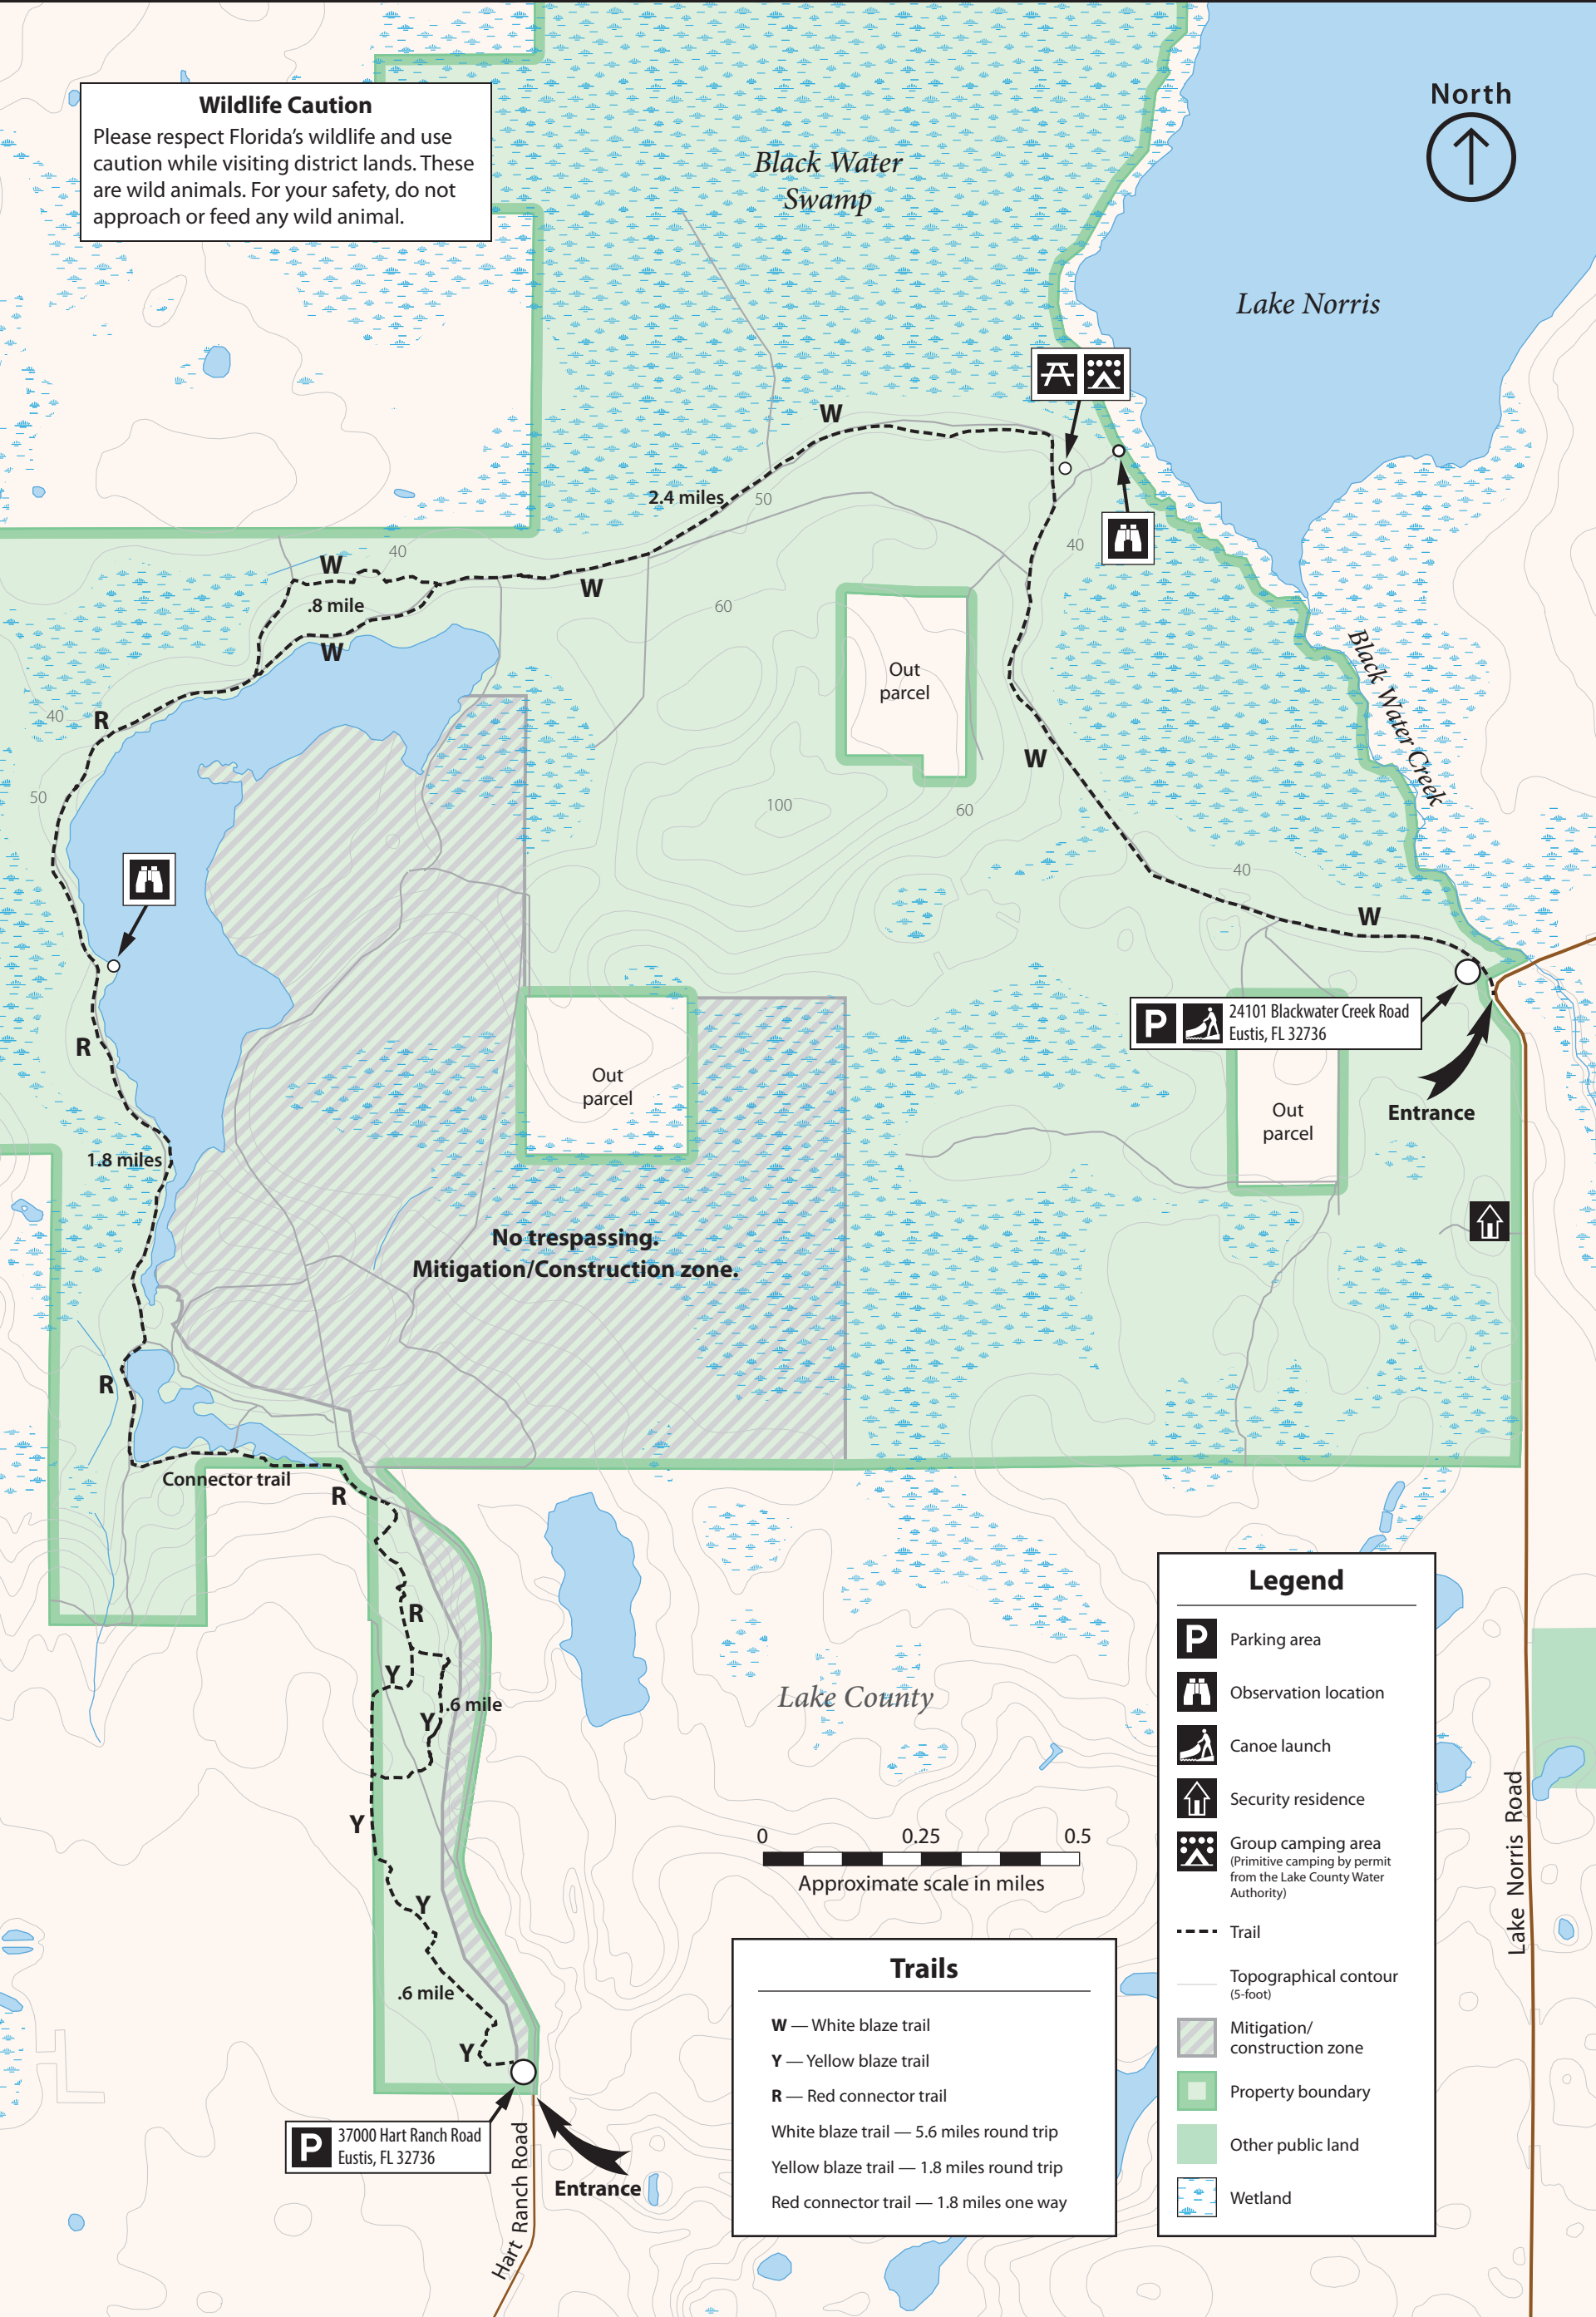 Wildlife Caution
Please respect Florida’s wildlife and use
caution while visiting district lands. These
are wild animals. For your safety, do not
approach or feed any wild animal.
North
Black Water
Swamp
Lake Norris
W
2.4 miles
50
40
W
40
W
.8 mile
W
60
Out
parcel
W
Black Water Creek
R
40
50
100
60
40
W
P
24101 Blackwater Creek Road
Eustis, FL 32736
Entrance
R
Out
parcel
Out
parcel
1.8 miles
No trespassing.
Mitigation/Construction zone.
R
Connector trail
R
R
Y
.6 mile
Y
Lake County
Y
Y
.6 mile
Y
0 0.25 0.5
Approximate scale in miles
P
37000 Hart Ranch Road
Eustis, FL 32736
Entrance
Hart Ranch Road
Lake Norris Road
Trails
W — White blaze trail
Y — Yellow blaze trail
R — Red connector trail
White blaze trail — 5.6 miles round trip
Yellow blaze trail — 1.8 miles round trip
Red connector trail — 1.8 miles one way
Legend
P Parking area
Observation location
Canoe launch
Security residence
Group camping area
(Primitive camping by permit
from the Lake County Water
Authority)
Trail
Topographical contour
(5-foot)
Mitigation/
construction zone
Property boundary
Other public land
Wetland